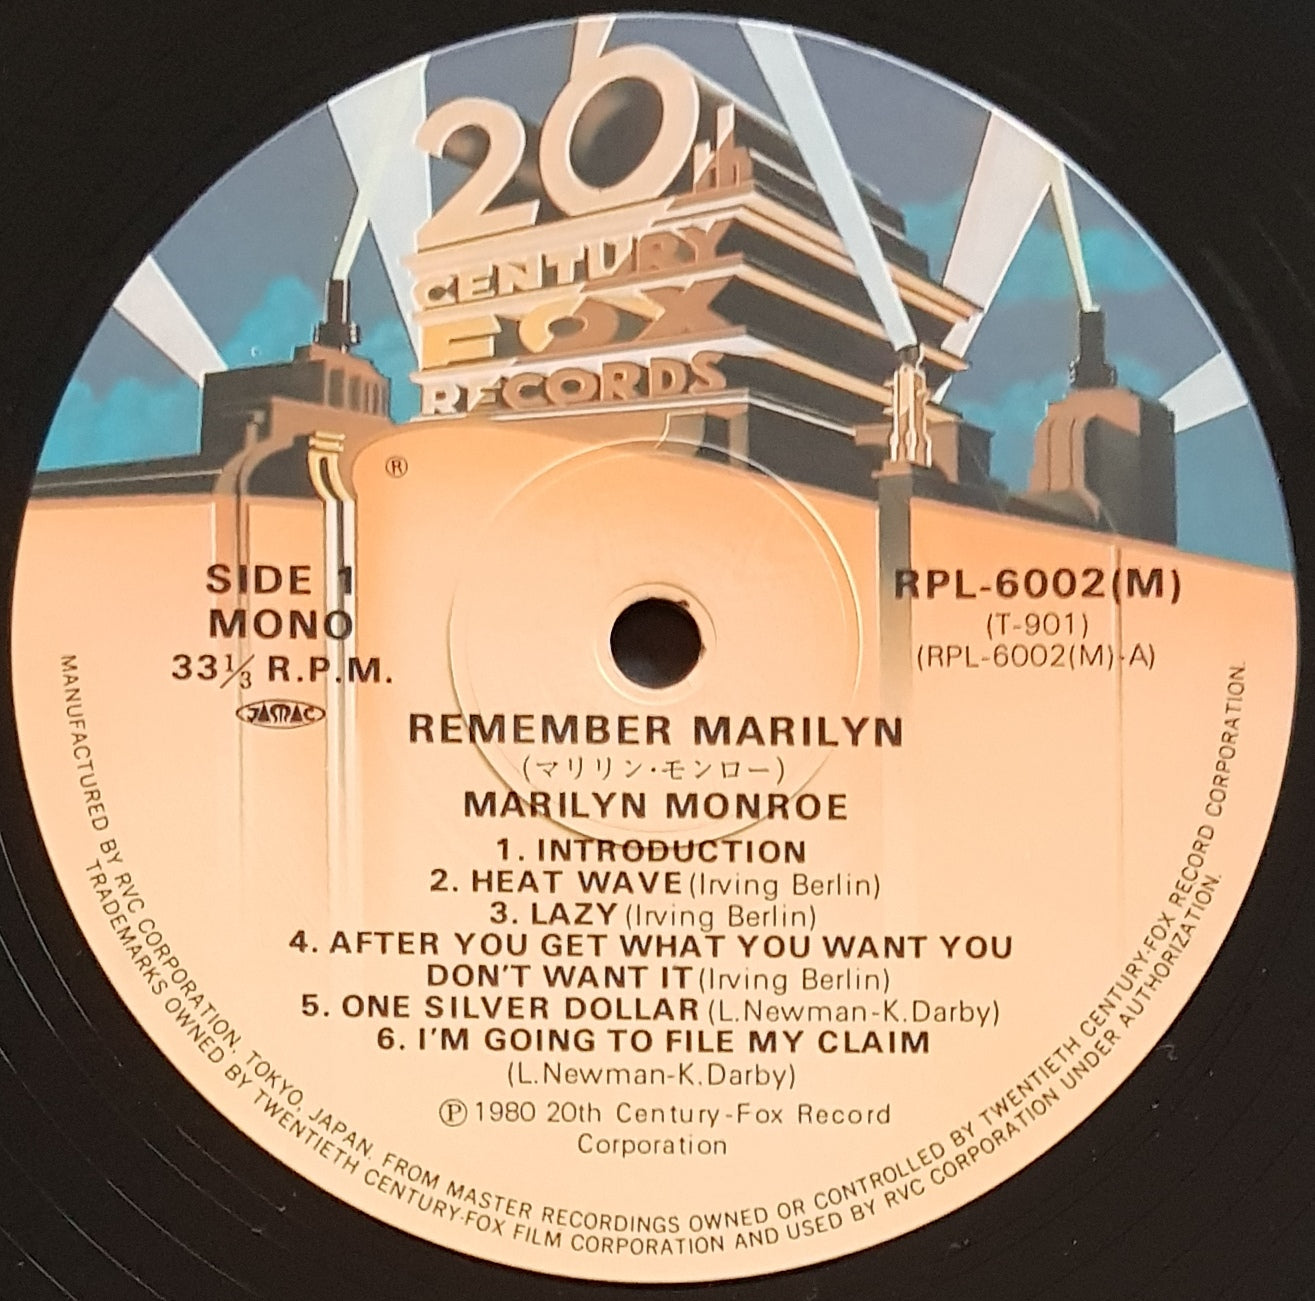 20th
CENTURY
FOX
RECORDS
®
SIDE 1
MONO
33⅓ R.P.M.
JASRAC
RPL-6002(M)
(T-901)
(RPL-6002(M)-A)
REMEMBER MARILYN
(マリリン・モンロー)
MARILYN MONROE
1. INTRODUCTION
2. HEAT WAVE (Irving Berlin)
3. LAZY (Irving Berlin)
4. AFTER YOU GET WHAT YOU WANT YOU
DON'T WANT IT (Irving Berlin)
5. ONE SILVER DOLLAR (L.Newman-K.Darby)
6. I'M GOING TO FILE MY CLAIM
(L.Newman-K.Darby)
Ⓟ 1980 20th Century-Fox Record
Corporation
MANUFACTURED BY RVC CORPORATION, TOKYO, JAPAN. FROM MASTER RECORDINGS OWNED OR CONTROLLED BY TWENTIETH CENTURY-FOX RECORD CORPORATION.
TRADEMARKS OWNED BY TWENTIETH CENTURY-FOX FILM CORPORATION AND USED BY RVC CORPORATION UNDER AUTHORIZATION.